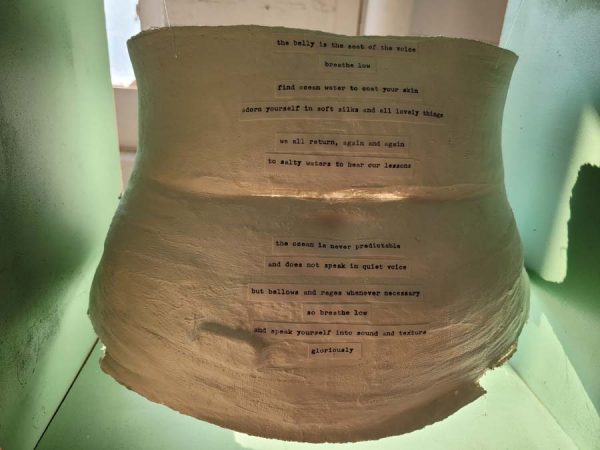 the belly is the seat of the voice
breathe low
find ocean water to coat your skin
adorn yourself in soft silks and all lovely things
we all return, again and again
to salty waters to hear our lessons
the ocean is never predictable
and does not speak in quiet voice
but bellows and rages whenever necessary
so breathe low
and speak yourself into sound and texture
gloriously